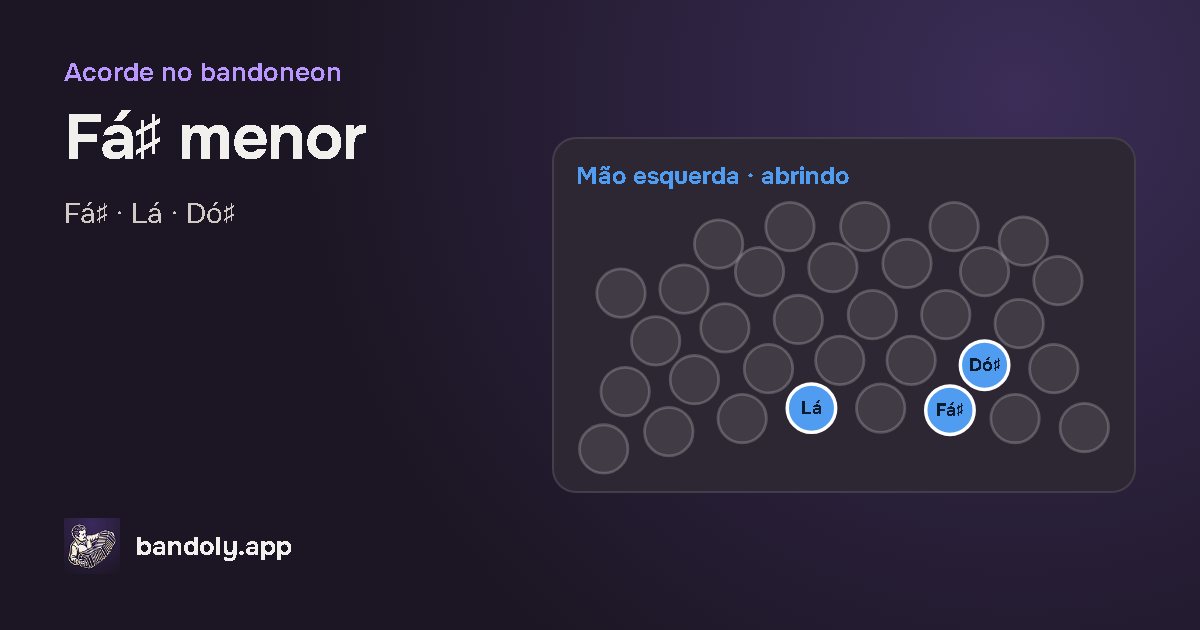 Acorde no bandoneon
Fá♯ menor
Fá♯ · Lá · Dó♯
Mão esquerda · abrindo
Dó♯
Lá
Fá♯
bandoly.app